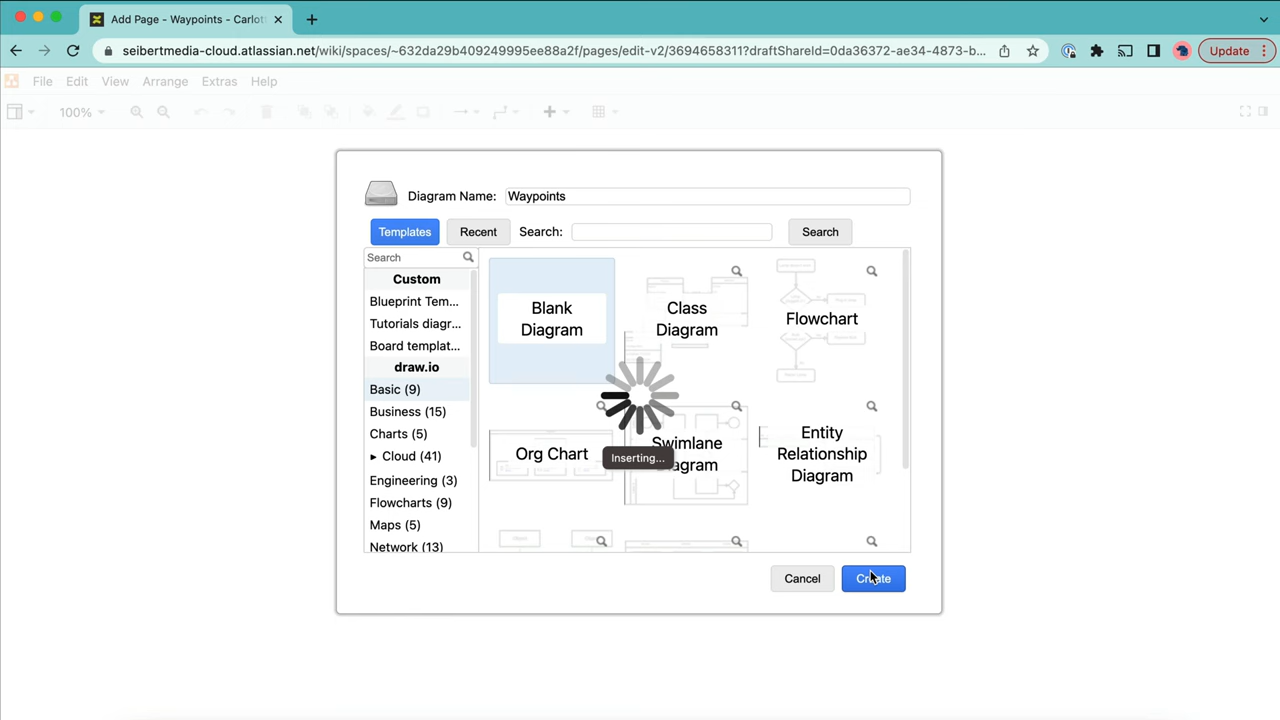 Add Page - Waypoints - Carlot
seibertmedia-cloud.atlassian.net/wiki/spaces/~632da29b409249995ee88a2f/pages/edit-v2/3694658311?draftShareId=0da36372-ae34-4873-b...
Update
File Edit View Arrange Extras Help
100%
Diagram Name: Waypoints
Templates Recent Search: Search
Search
Custom
Blueprint Tem...
Tutorials diagr...
Board templat...
draw.io
Basic (9)
Business (15)
Charts (5)
Cloud (41)
Engineering (3)
Flowcharts (9)
Maps (5)
Network (13)
Blank
Diagram
Class
Diagram
Flowchart
Org Chart
Swimlane
Diagram
Entity
Relationship
Diagram
Inserting...
Cancel Create